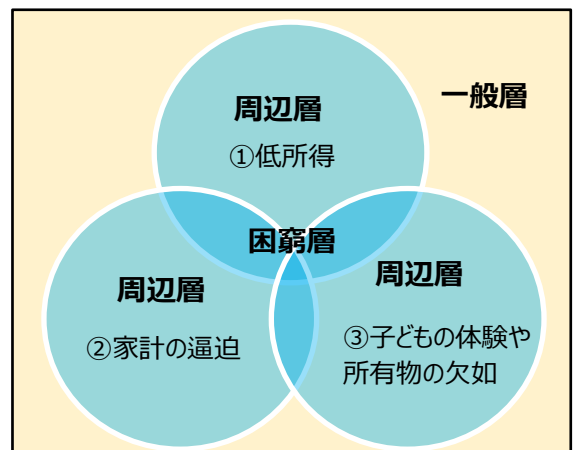 一般層
周辺層
①低所得
困窮層
周辺層
②家計の逼迫
周辺層
③子どもの体験や
所有物の欠如